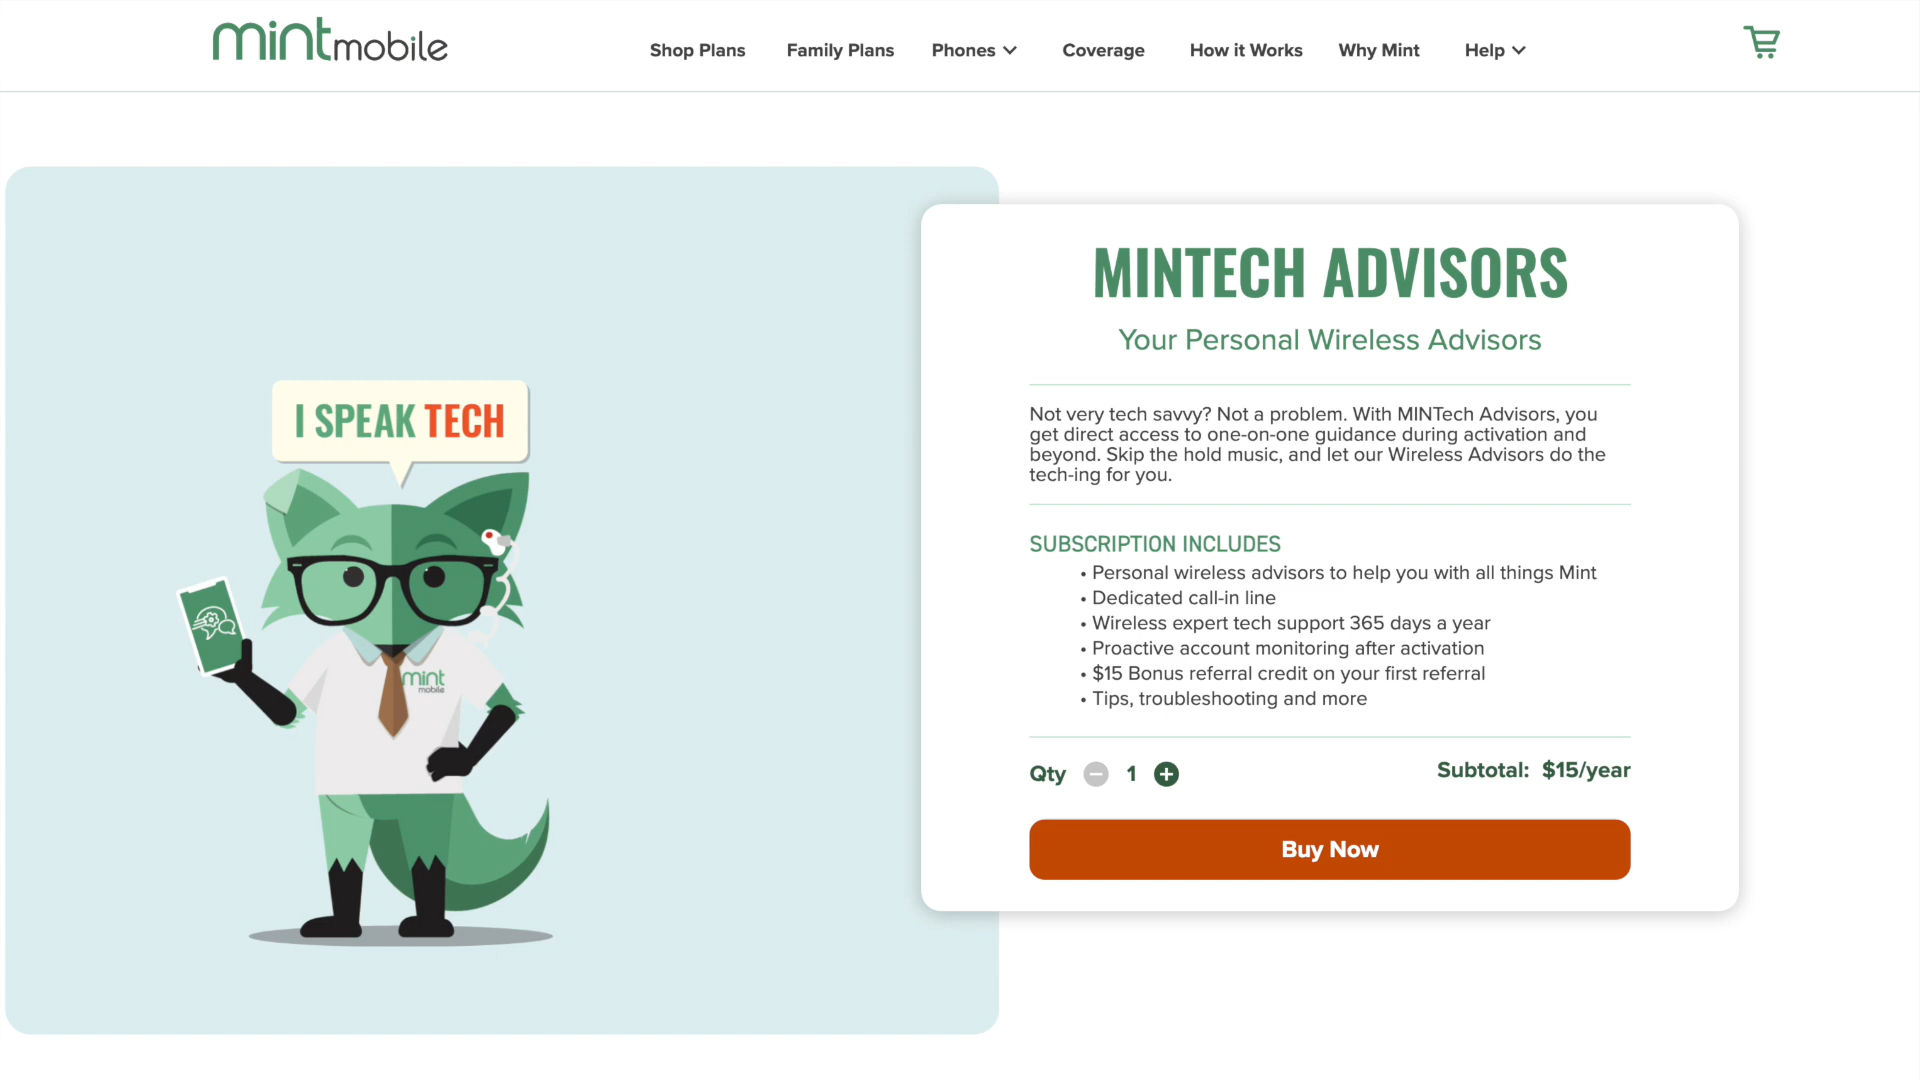 mintmobile
Shop Plans Family Plans Phones Coverage How it Works Why Mint Help
I SPEAK TECH
mint
mobile
MINTECH ADVISORS
Your Personal Wireless Advisors
Not very tech savvy? Not a problem. With MINTech Advisors, you
get direct access to one-on-one guidance during activation and
beyond. Skip the hold music, and let our Wireless Advisors do the
tech-ing for you.
SUBSCRIPTION INCLUDES
• Personal wireless advisors to help you with all things Mint
• Dedicated call-in line
• Wireless expert tech support 365 days a year
• Proactive account monitoring after activation
• $15 Bonus referral credit on your first referral
• Tips, troubleshooting and more
Qty 1 Subtotal: $15/year
Buy Now